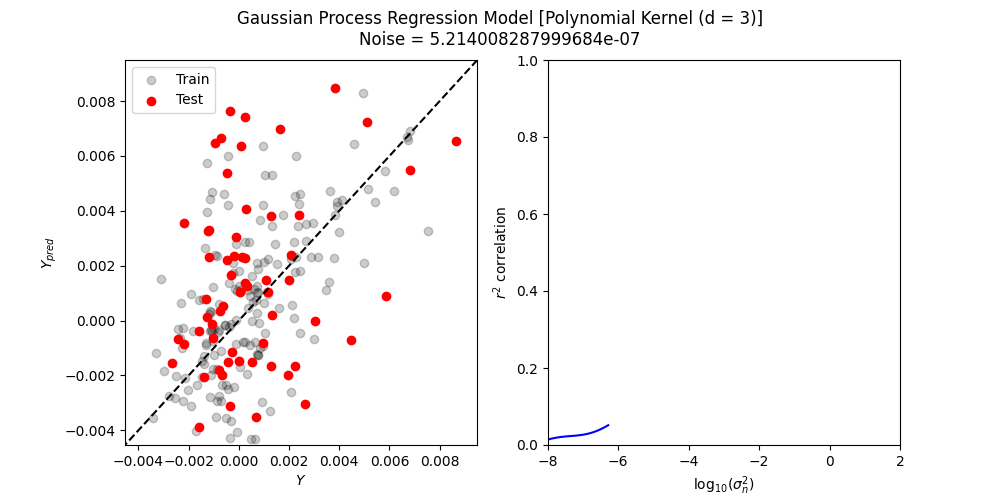 Gaussian Process Regression Model [Polynomial Kernel (d = 3)]
Noise = 5.214008287999684e-07
Train
Test
0.008
0.006
0.004
0.002
0.000
−0.002
−0.004
Y_pred
−0.004 −0.002 0.000 0.002 0.004 0.006 0.008
Y
1.0
0.8
0.6
0.4
0.2
0.0
r² correlation
−8 −6 −4 −2 0 2
log₁₀(σₙ²)